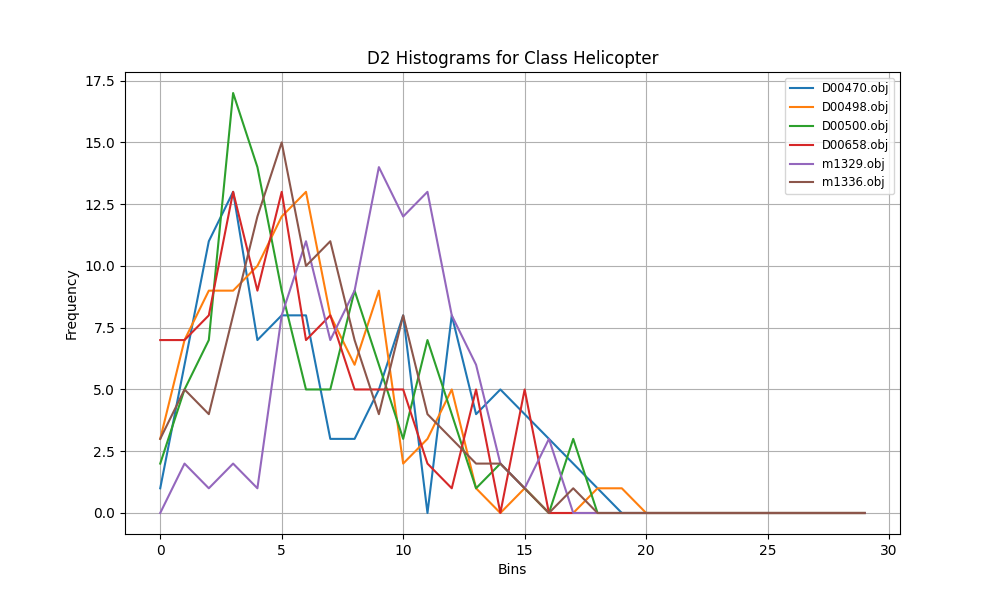 D2 Histograms for Class Helicopter
17.5
15.0
12.5
10.0
7.5
5.0
2.5
0.0
Frequency
D00470.obj
D00498.obj
D00500.obj
D00658.obj
m1329.obj
m1336.obj
0 5 10 15 20 25 30
Bins